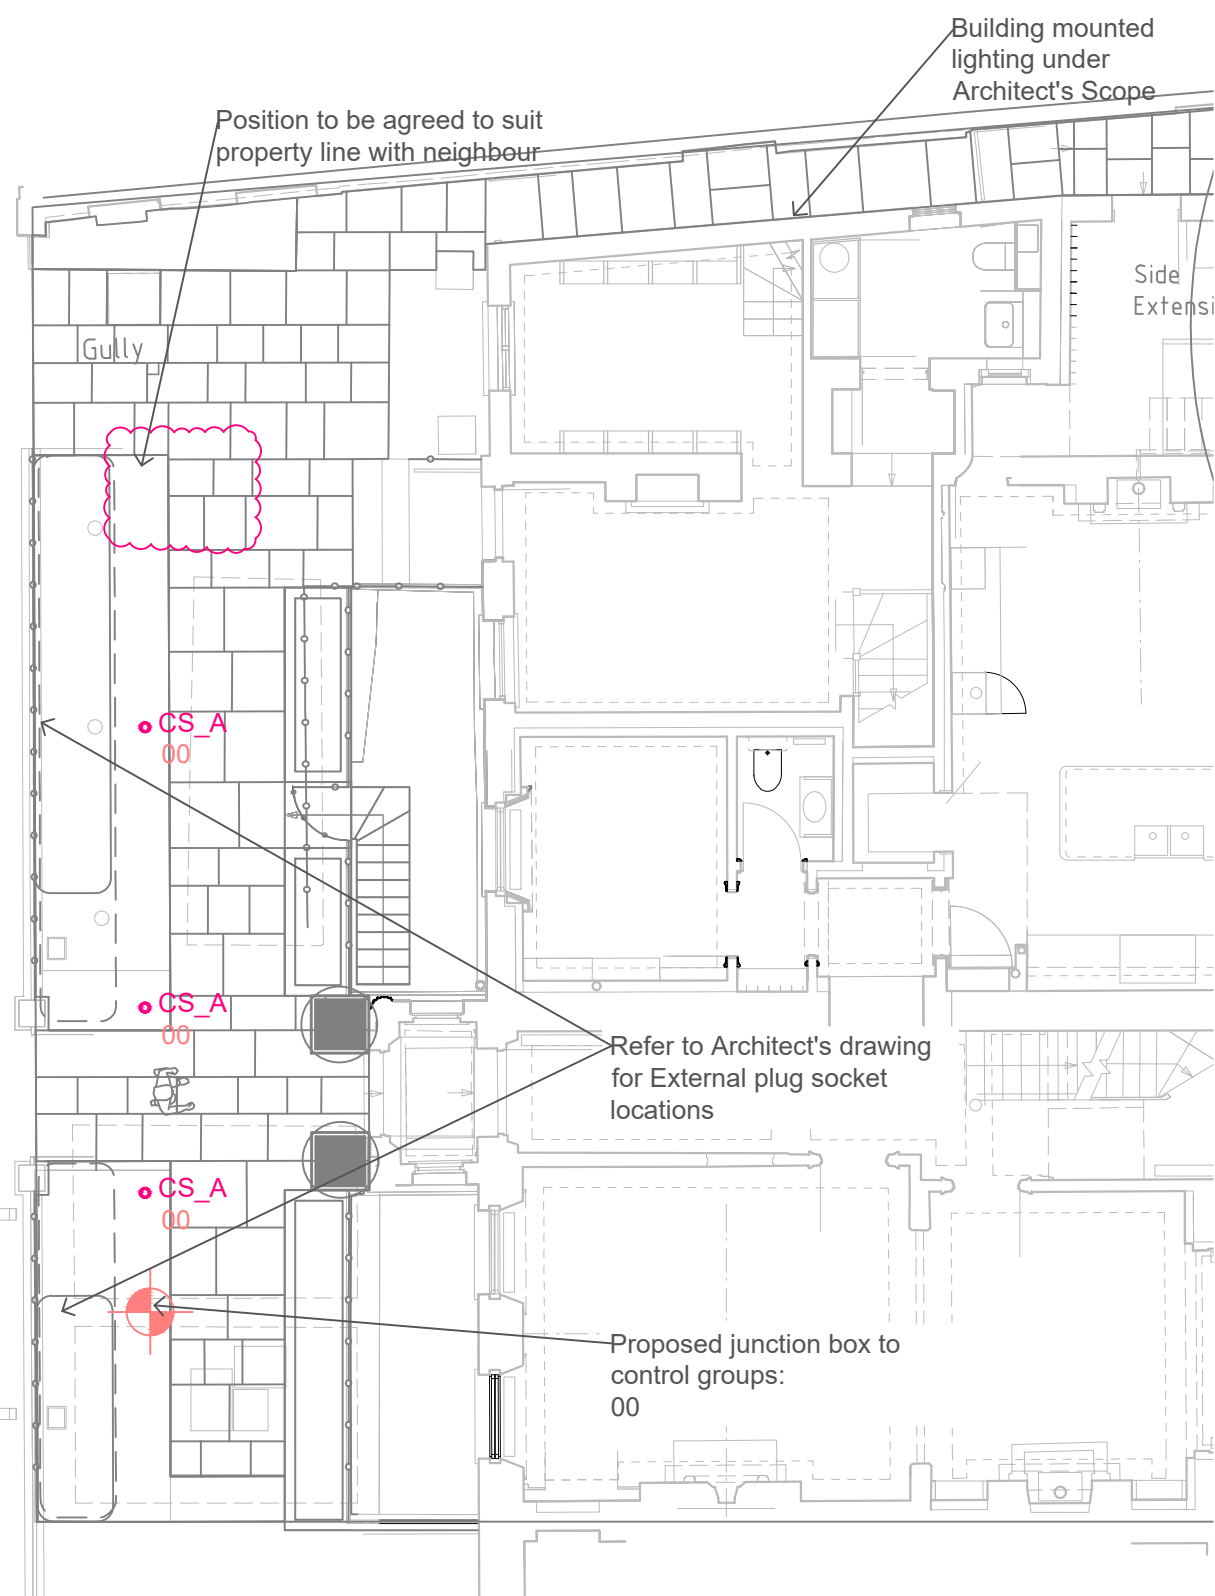 Building mounted
lighting under
Architect's Scope
Position to be agreed to suit
property line with neighbour
Side
Gully
CS_A
00
CS_A
00
Refer to Architect's drawing
for External plug socket
locations
CS_A
00
Proposed junction box to
control groups:
00